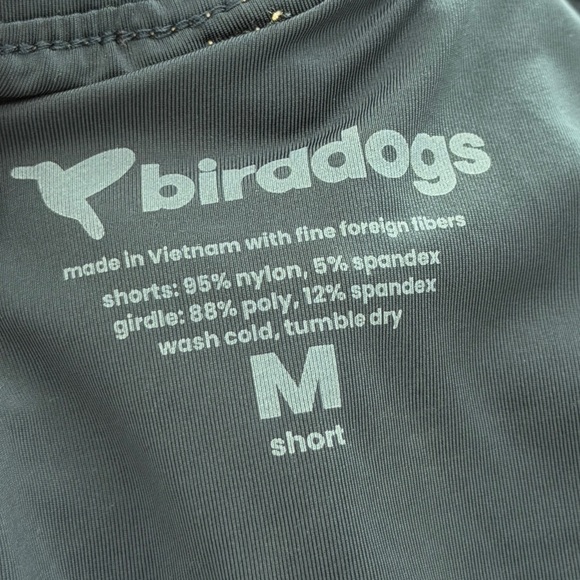 birddogs
made in Vietnam with fine foreign fibers
shorts: 95% nylon, 5% spandex
girdle: 88% poly, 12% spandex
wash cold, tumble dry
M
short